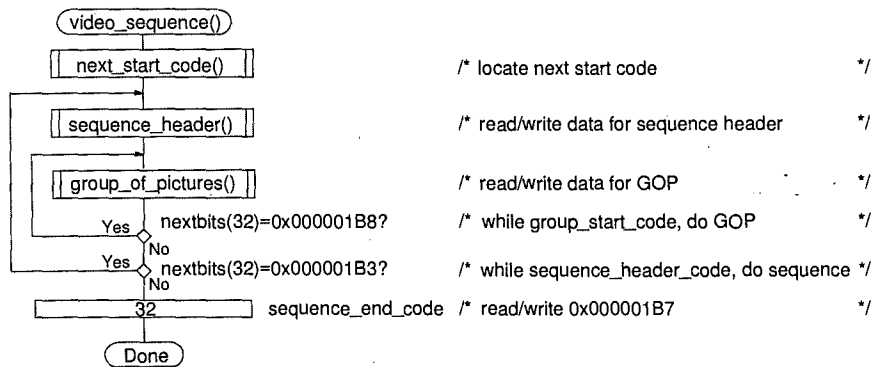 video_sequence()
next_start_code() /* locate next start code */
sequence_header() /* read/write data for sequence header */
group_of_pictures() /* read/write data for GOP */
Yes nextbits(32)=0x000001B8? /* while group_start_code, do GOP */
No
Yes nextbits(32)=0x000001B3? /* while sequence_header_code, do sequence */
No
32 sequence_end_code /* read/write 0x000001B7 */
Done